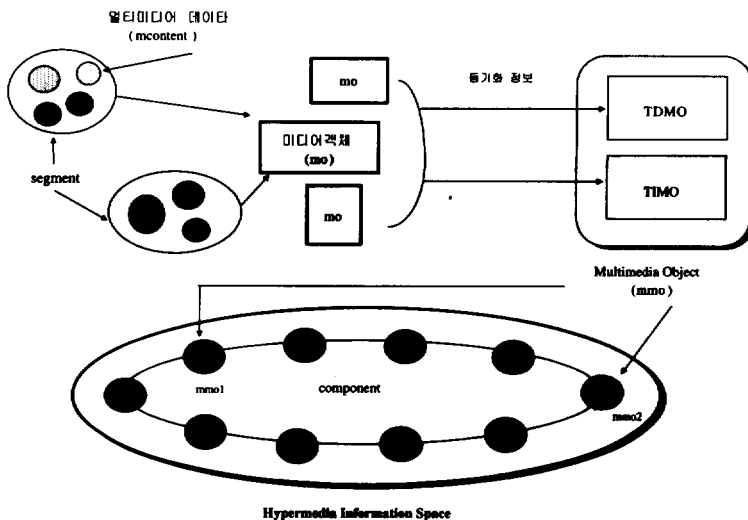 멀티미디어 데이타
( mcontent )
segment
mo
미디어객체
(mo)
mo
동기화 정보
TDMO
TIMO
Multimedia Object
( mmo )
mmo1
component
mmo2
Hypermedia Information Space